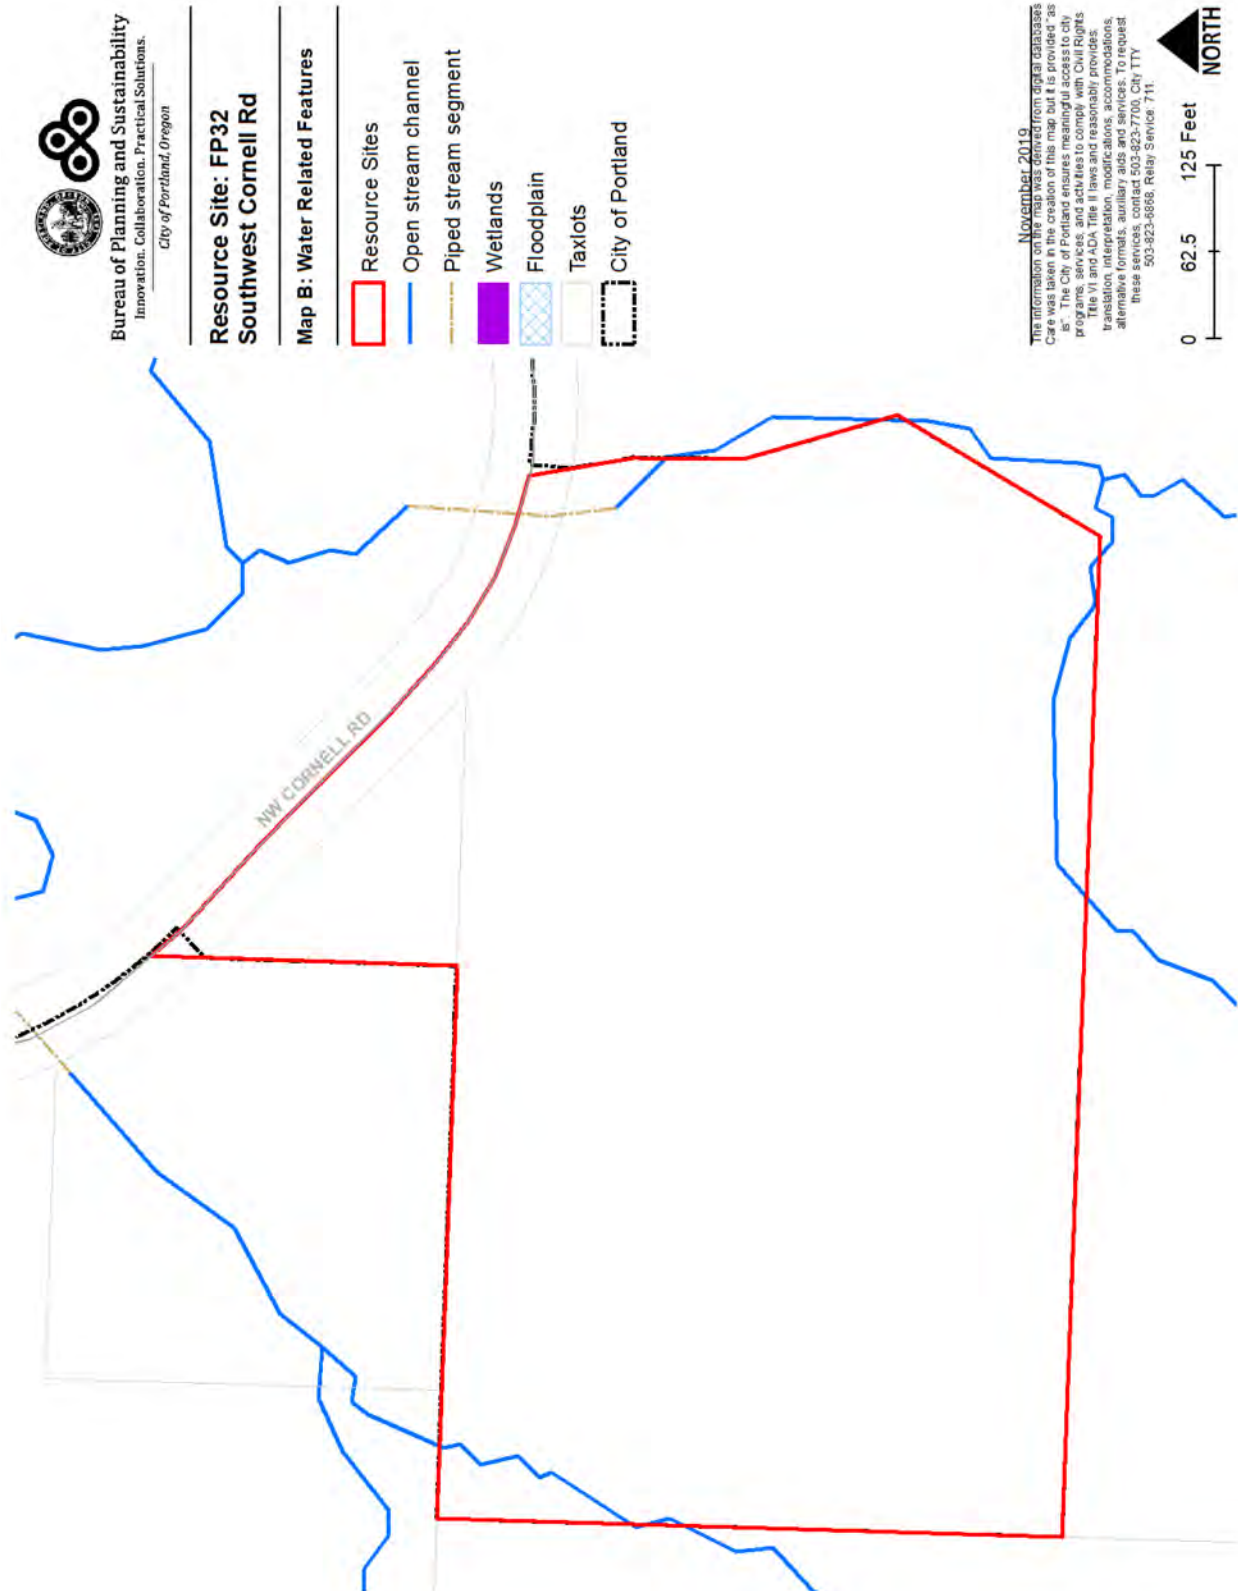 Bureau of Planning and Sustainability
Innovation. Collaboration. Practical Solutions.
City of Portland, Oregon
Resource Site: FP32
Southwest Cornell Rd
Map B: Water Related Features
Resource Sites
Open stream channel
Piped stream segment
Wetlands
Floodplain
Taxlots
City of Portland
NW CORNELL RD
November 2019
The information on the map was derived from digital databases
Care was taken in the creation of this map but it is provided "as
is". The City of Portland ensures meaningful access to city
programs, services, and activities to comply with Civil Rights
Title VI and ADA Title II laws and reasonably provides:
translation, interpretation, modifications, accommodations,
alternative formats, auxiliary aids and services. To request
these services, contact 503-823-7700, City TTY
503-823-6868, Relay Service: 711.
0 62.5 125 Feet
NORTH